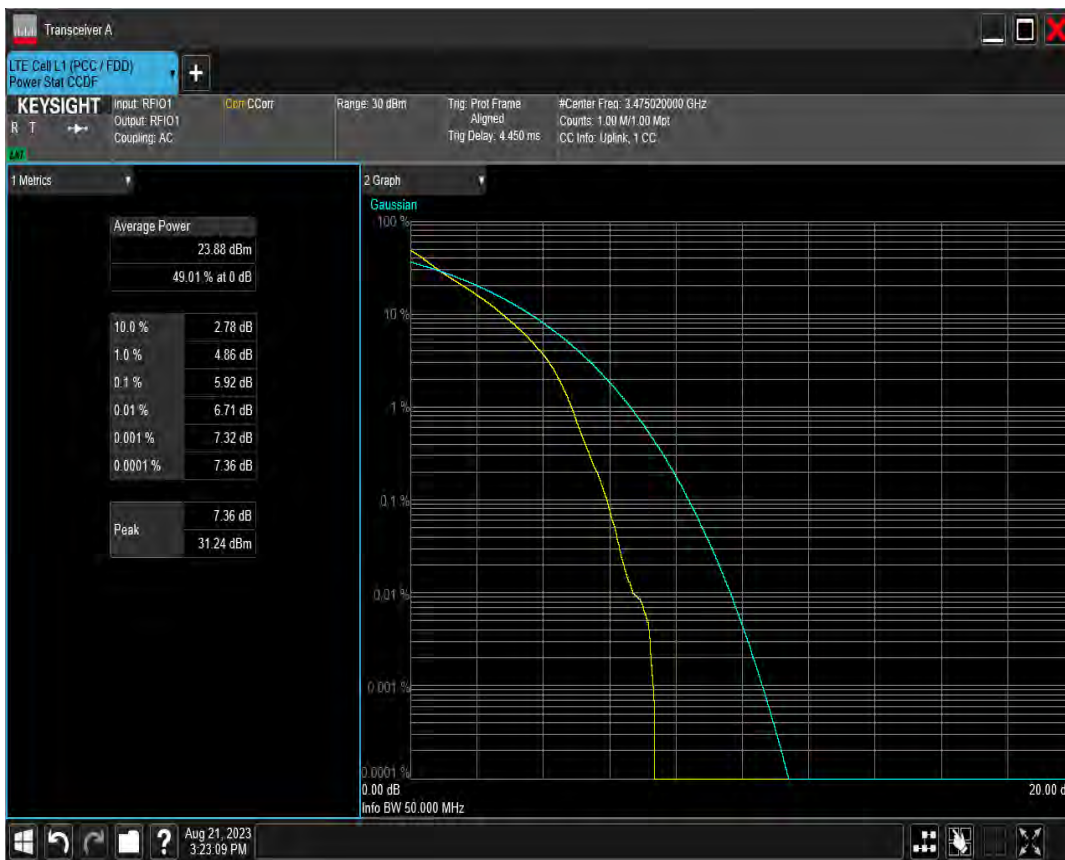 Transceiver A
LTE Cell L1 (PCC / FDD)
Power Stat CCDF
+
KEYSIGHT
R T
LXI
Input: RFIO1
Output: RFIO1
Coupling: AC
Corr CCorr
Range: 30 dBm
Trig: Prot Frame
Aligned
Trig Delay: 4.450 ms
#Center Freq: 3.475020000 GHz
Counts: 1.00 M/1.00 Mpt
CC Info: Uplink, 1 CC
1 Metrics
Average Power
23.88 dBm
49.01 % at 0 dB
10.0 % 2.78 dB
1.0 % 4.86 dB
0.1 % 5.92 dB
0.01 % 6.71 dB
0.001 % 7.32 dB
0.0001 % 7.36 dB
Peak 7.36 dB
31.24 dBm
2 Graph
Gaussian
100 %
10 %
1 %
0.1 %
0.01 %
0.001 %
0.0001 %
0.00 dB
20.00 d
Info BW 50.000 MHz
?
Aug 21, 2023
3:23:09 PM